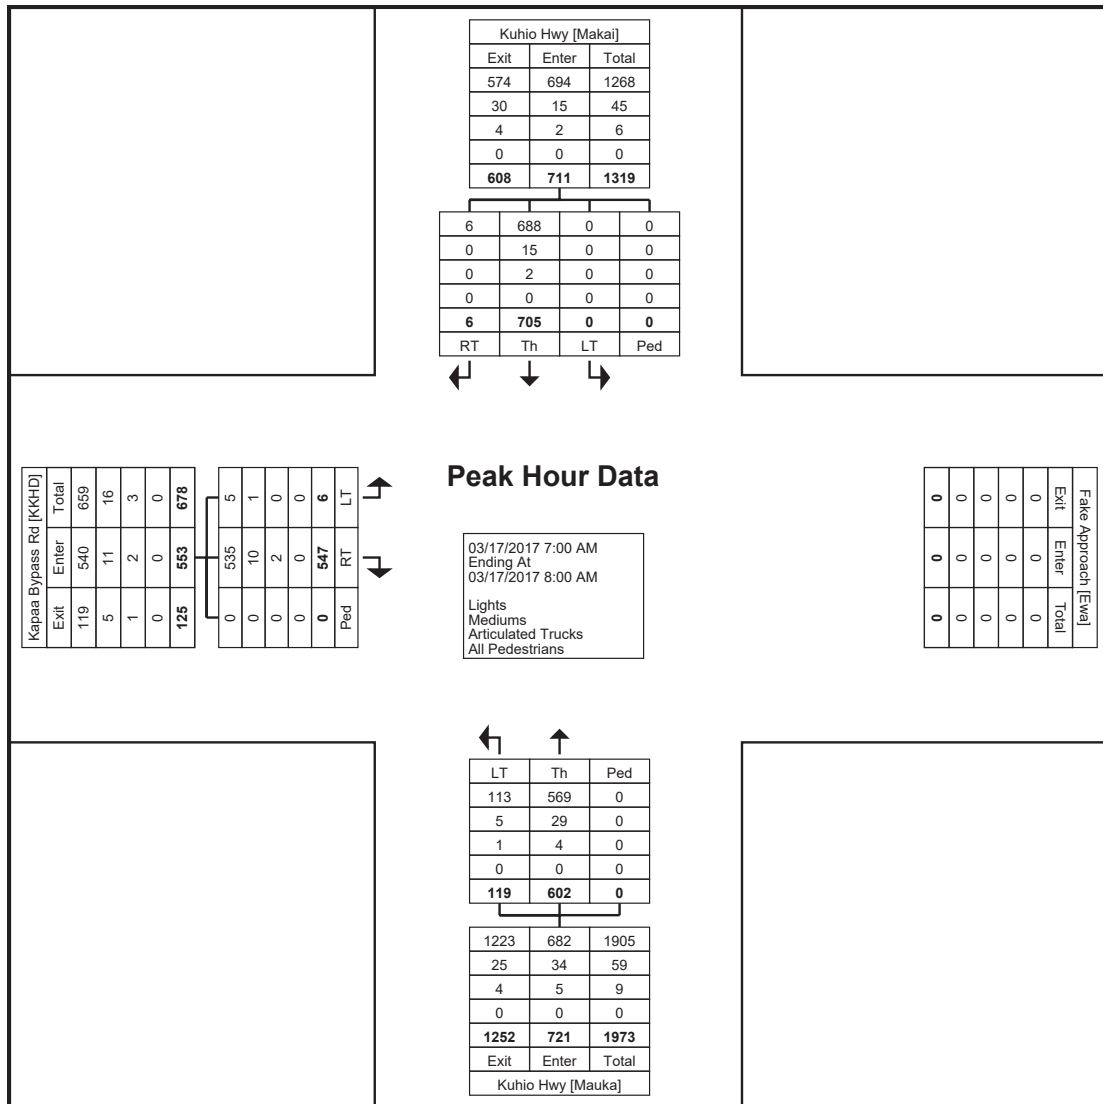 Kuhio Hwy [Makai]
Exit Enter Total
574 694 1268
30 15 45
4 2 6
0 0 0
608 711 1319
6 688 0 0
0 15 0 0
0 2 0 0
0 0 0 0
6 705 0 0
RT Th LT Ped
Kapaa Bypass Rd [KKHD]
Total 659 16 3 0 678
Enter 540 11 2 0 553
Exit 119 5 1 0 125
5 1 0 0 6 LT
535 10 2 0 547 RT
0 0 0 0 0 Ped
Peak Hour Data
03/17/2017 7:00 AM
Ending At
03/17/2017 8:00 AM
Lights
Mediums
Articulated Trucks
All Pedestrians
Fake Approach [Ewa]
Exit Enter Total
0 0 0
0 0 0
0 0 0
0 0 0
0 0 0
LT Th Ped
113 569 0
5 29 0
1 4 0
0 0 0
119 602 0
1223 682 1905
25 34 59
4 5 9
0 0 0
1252 721 1973
Exit Enter Total
Kuhio Hwy [Mauka]